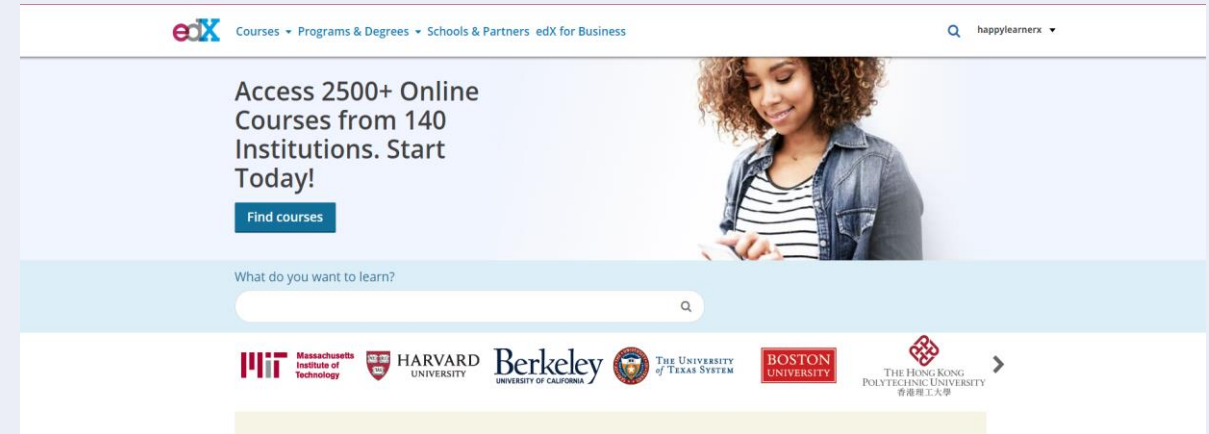 edX
Courses Programs & Degrees Schools & Partners edX for Business
happylearnerx
Access 2500+ Online
Courses from 140
Institutions. Start
Today!
Find courses
What do you want to learn?
Massachusetts
Institute of
Technology
HARVARD
UNIVERSITY
Berkeley
UNIVERSITY OF CALIFORNIA
THE UNIVERSITY
of TEXAS SYSTEM
BOSTON
UNIVERSITY
THE HONG KONG
POLYTECHNIC UNIVERSITY
香港理工大學